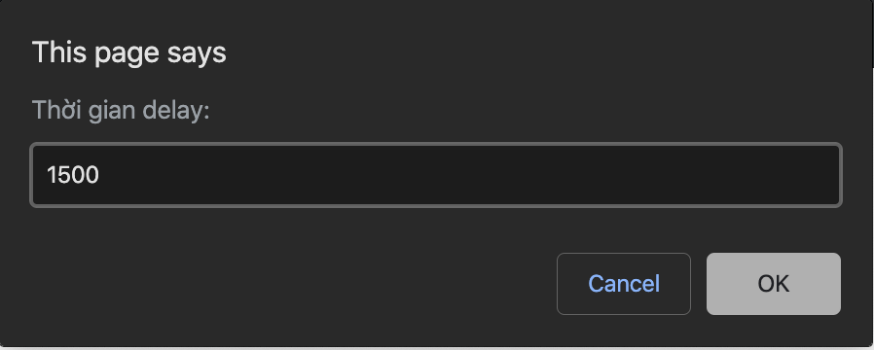 This page says
Thời gian delay:
1500
Cancel
OK